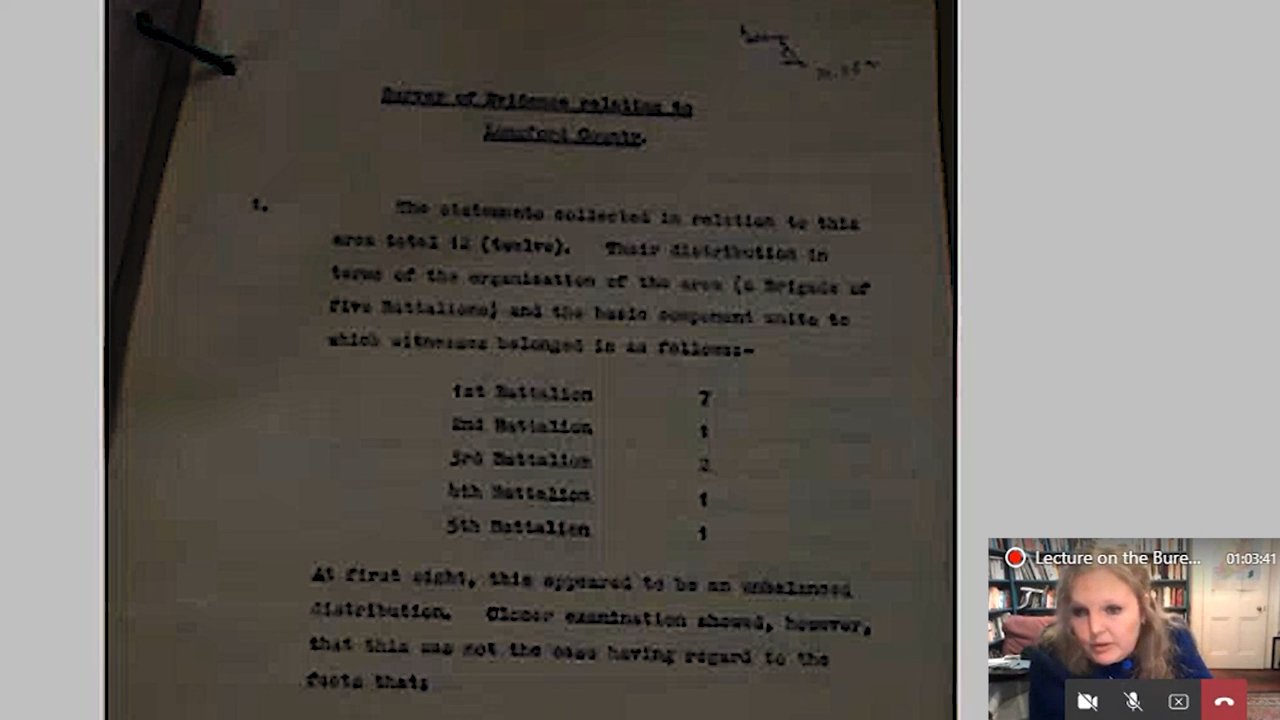 Survey of Evidence relating to
Longford County.
1.
The statements collected in relation to this
area total 12 (twelve). Their distribution in
terms of the organisation of the area (a Brigade of
five Battalions) and the basic component units to
which witnesses belonged is as follows:-
1st Battalion 7
2nd Battalion 1
3rd Battalion 2
4th Battalion 1
5th Battalion 1
At first sight, this appeared to be an unbalanced
distribution. Closer examination showed, however,
that this was not the case having regard to the
facts that;
Lecture on the Bure... 01:03:41